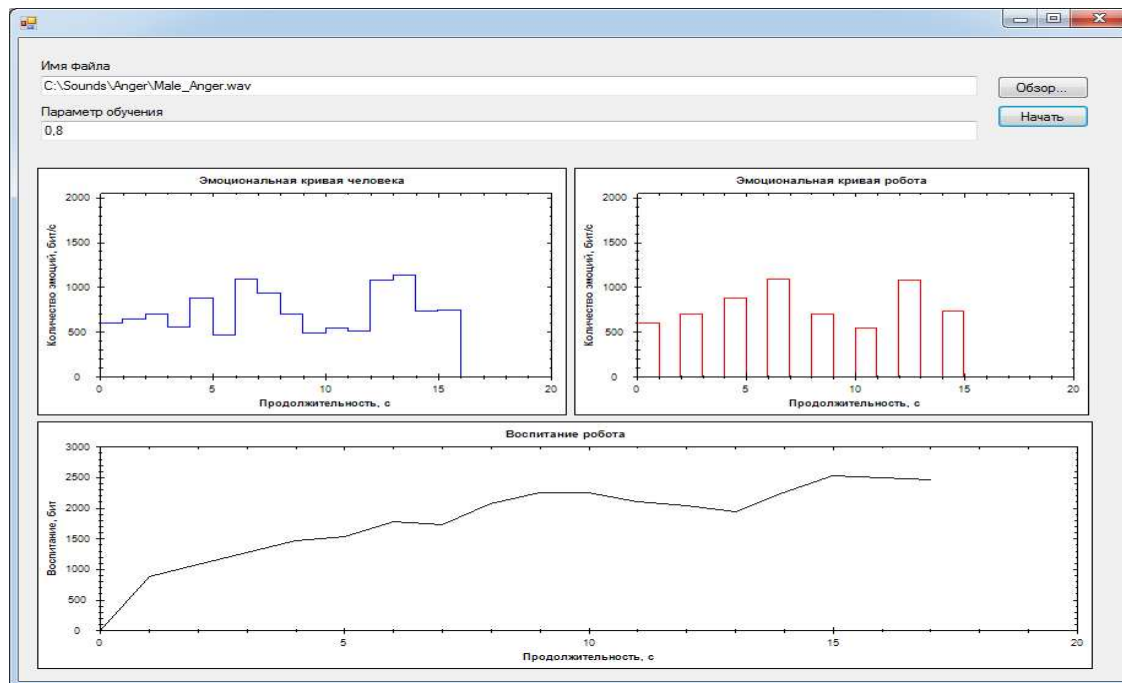 Имя файла
C:\Sounds\Anger\Male_Anger.wav
Обзор...
Параметр обучения
0,8
Начать
Эмоциональная кривая человека
Количество эмоций, бит/с
2000
1500
1000
500
0
0 5 10 15 20
Продолжительность, с
Эмоциональная кривая робота
Количество эмоций, бит/с
2000
1500
1000
500
0
0 5 10 15 20
Продолжительность, с
Воспитание робота
Воспитание, бит
3000
2500
2000
1500
1000
500
0
0 5 10 15 20
Продолжительность, с